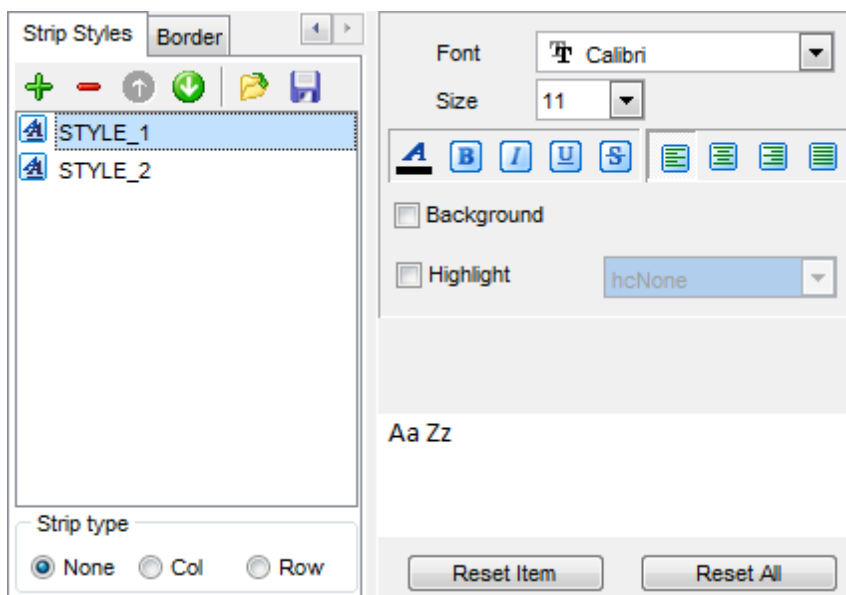 Strip Styles Border
STYLE_1
STYLE_2
Strip type
None Col Row
Font Calibri
Size 11
A B I U S
Background
Highlight hcNone
Aa Zz
Reset Item Reset All